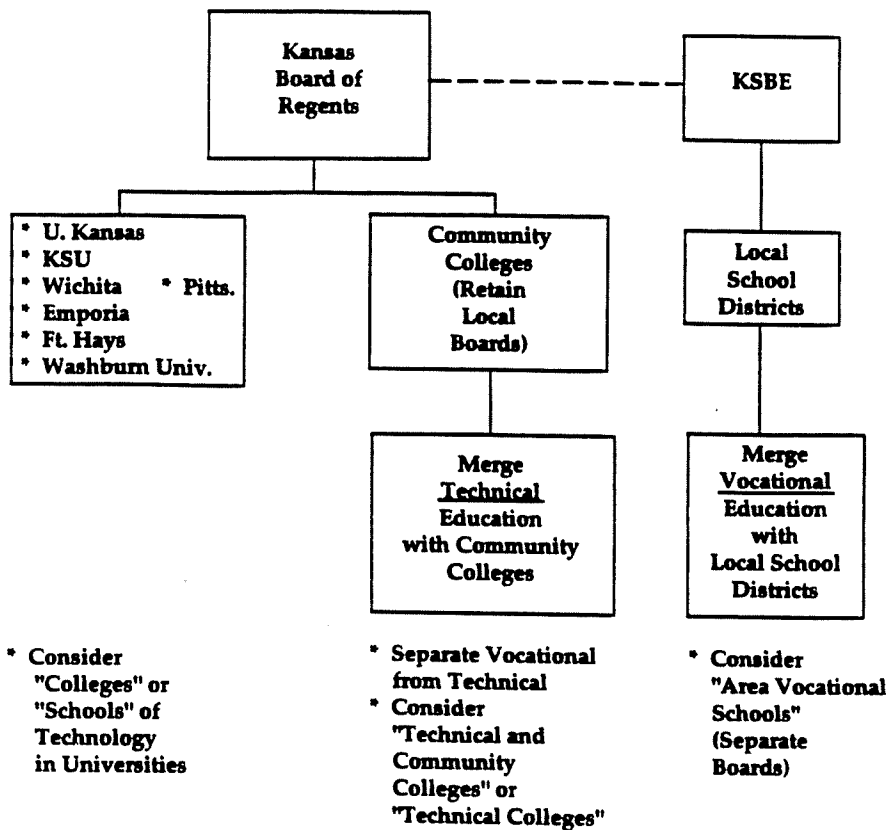 Kansas
Board of
Regents
KSBE
* U. Kansas
* KSU
* Wichita * Pitts.
* Emporia
* Ft. Hays
* Washburn Univ.
Community
Colleges
(Retain
Local
Boards)
Local
School
Districts
Merge
Technical
Education
with Community
Colleges
Merge
Vocational
Education
with
Local School
Districts
* Consider
"Colleges" or
"Schools" of
Technology
in Universities
* Separate Vocational
from Technical
* Consider
"Technical and
Community
Colleges" or
"Technical Colleges"
* Consider
"Area Vocational
Schools"
(Separate
Boards)